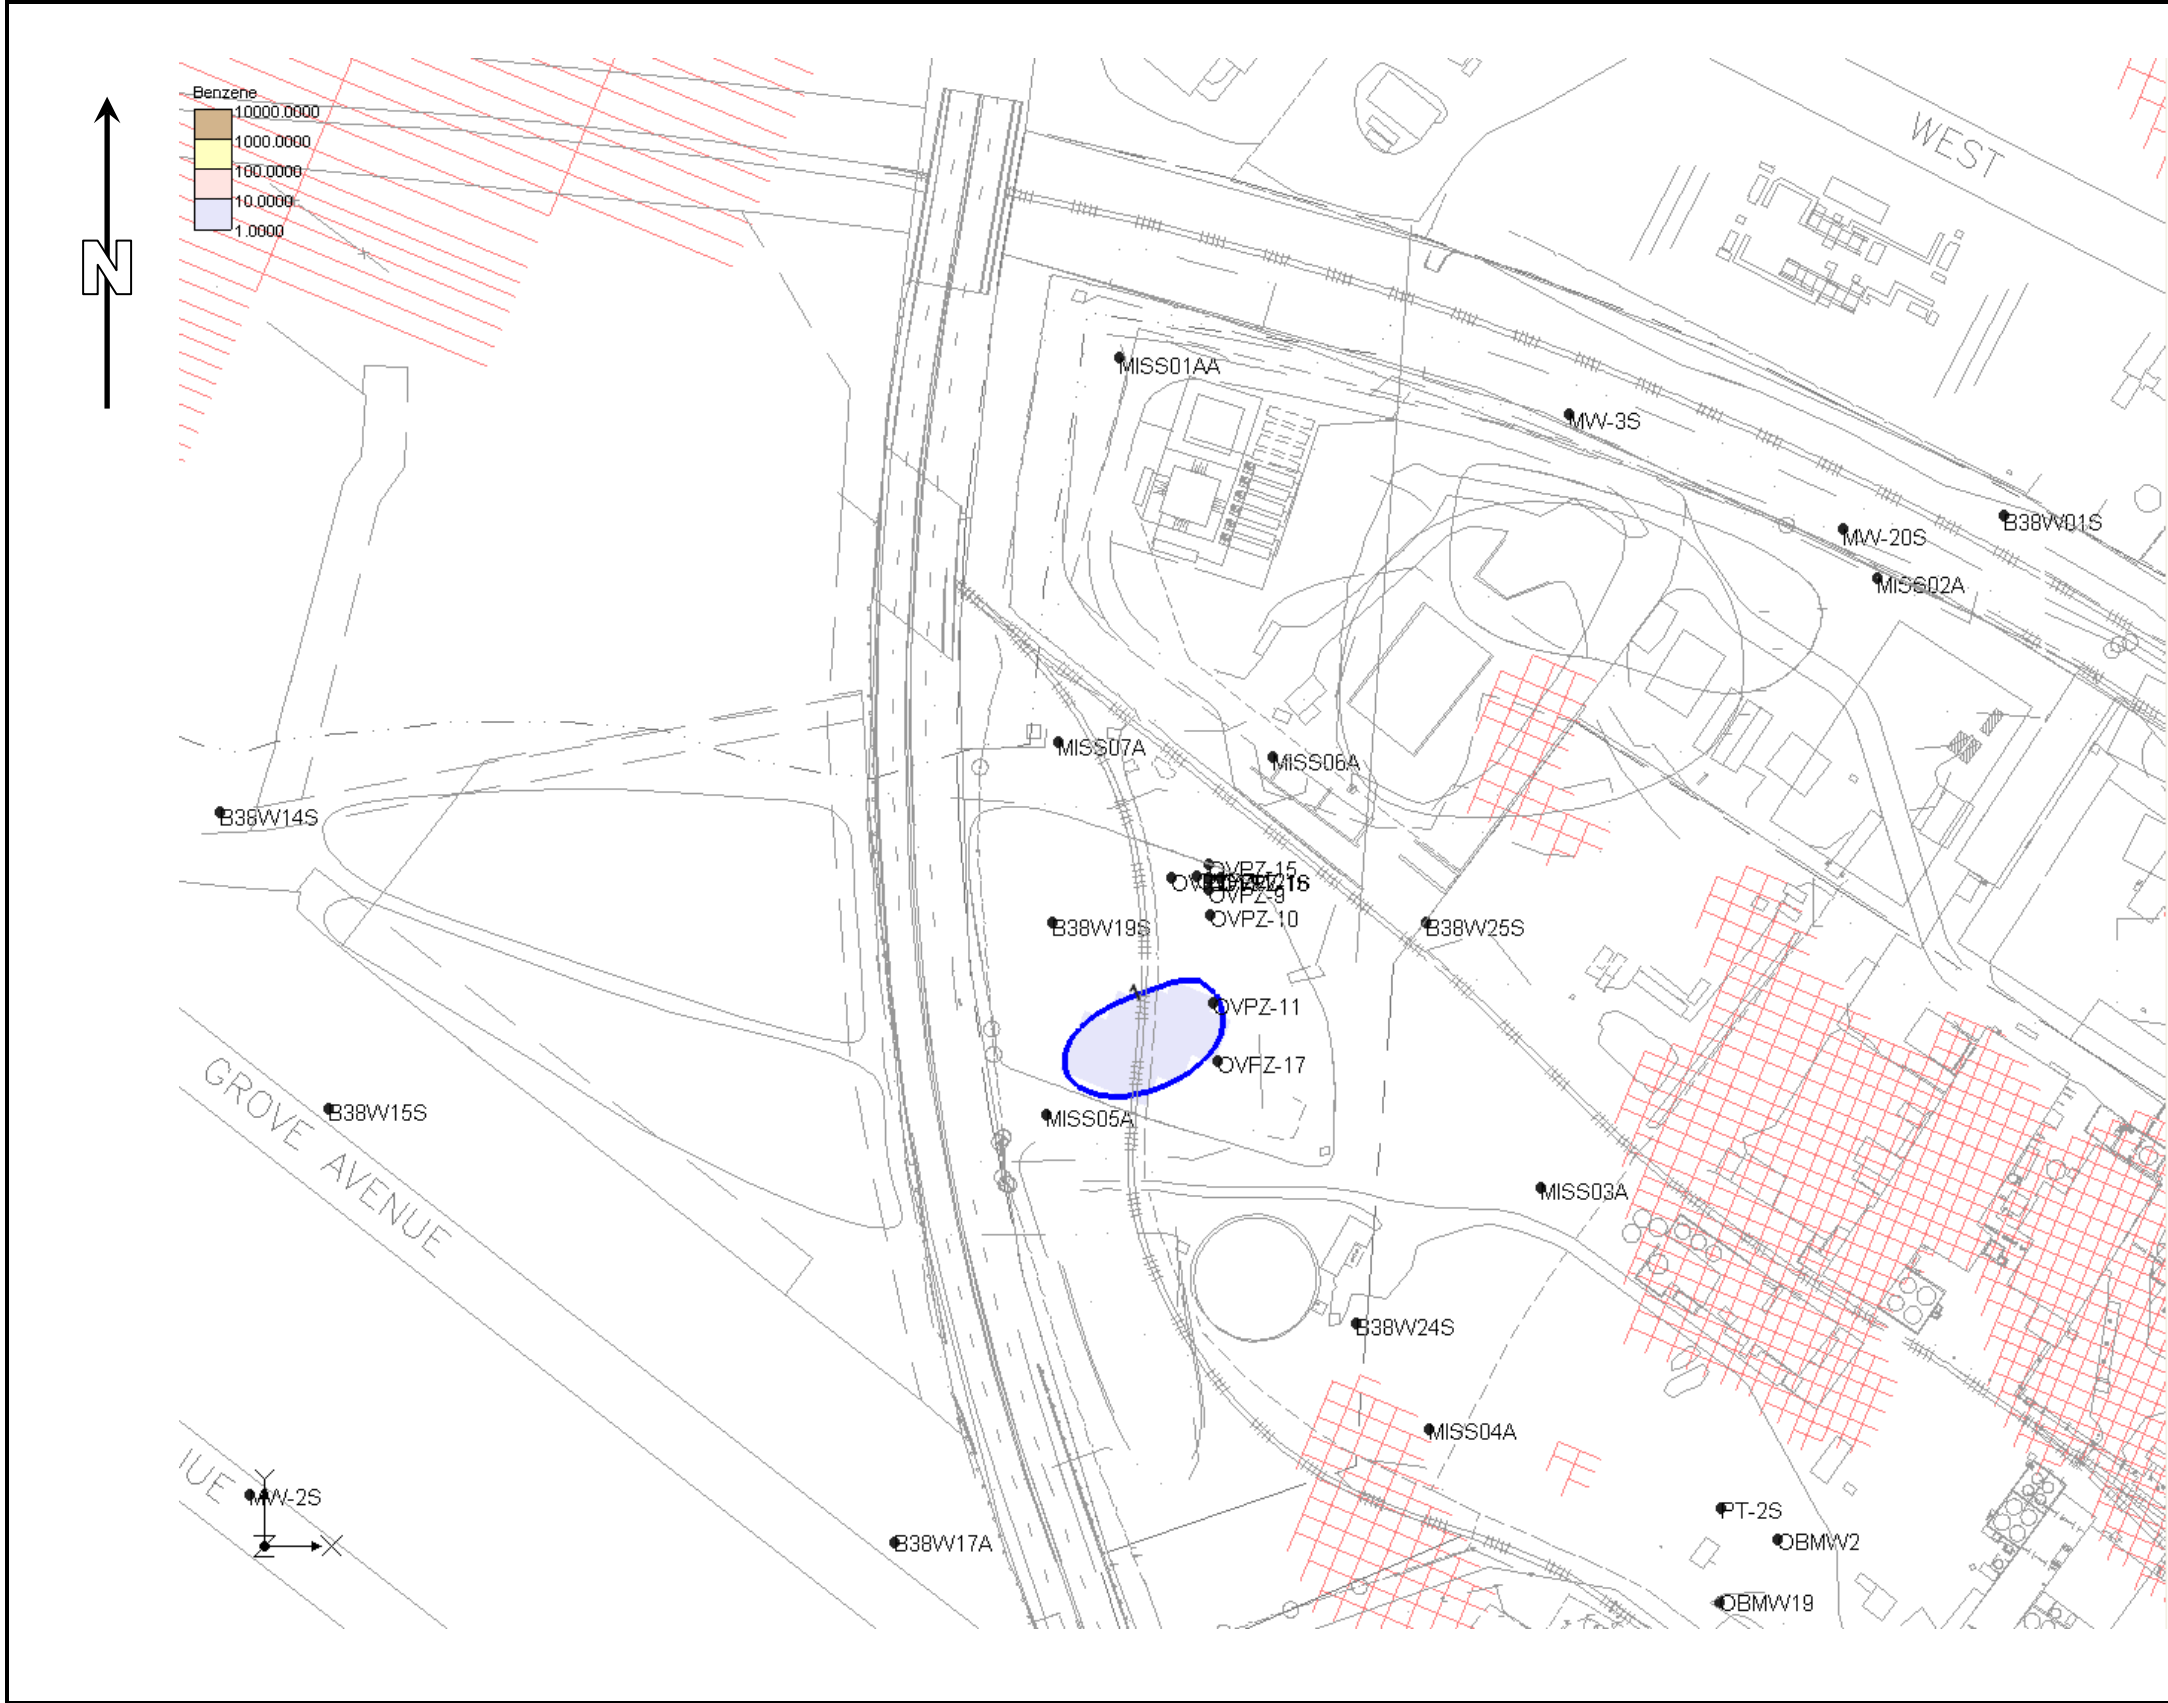 Benzene
10000.0000
1000.0000
100.0000
10.0000
1.0000
N
WEST
MISS01AA
MW-3S
B38W01S
MW-20S
MISS02A
MISS07A
MISS06A
B38W14S
OVPZ-15
OVPZ-9
OVPZ-10
B38W19S
B38W25S
A
OVPZ-11
OVPZ-17
GROVE AVENUE
B38W15S
MISS05A
MISS03A
B38W24S
MISS04A
UE
Y
MW-2S
Z
X
PT-2S
OBMW2
B38W17A
OBMW19